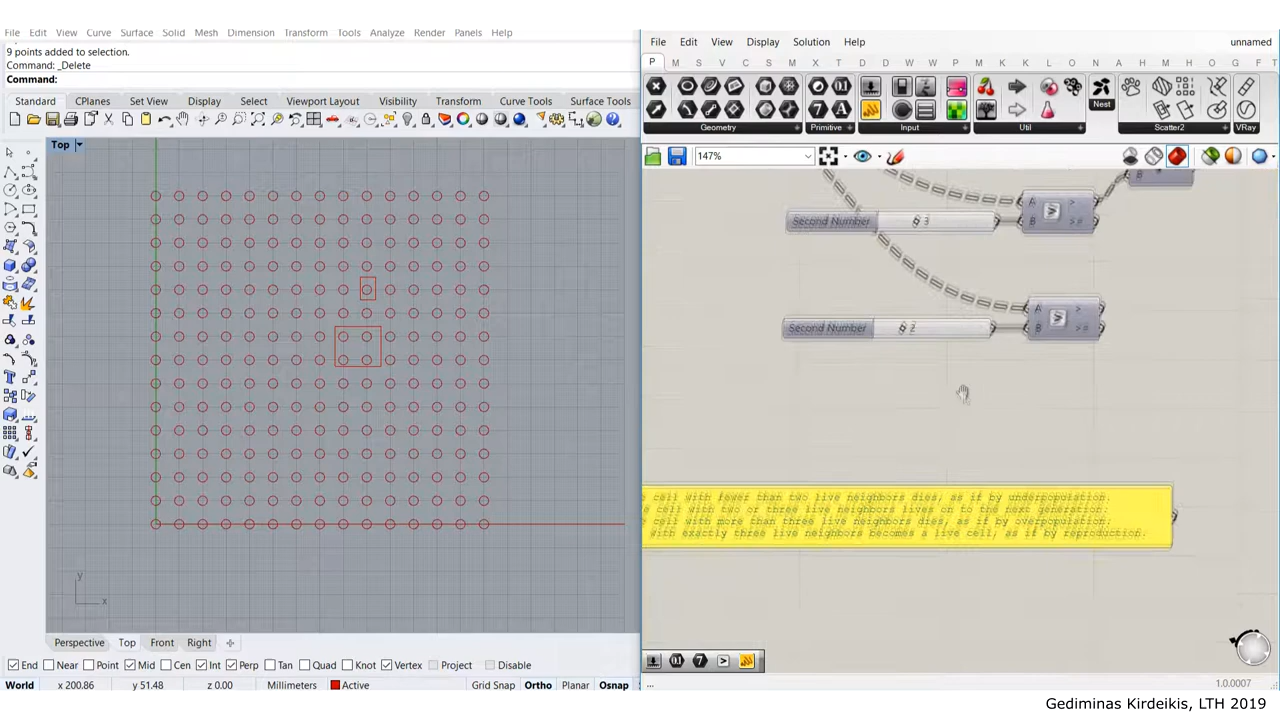 File Edit View Curve Surface Solid Mesh Dimension Transform Tools Analyze Render Panels Help
9 points added to selection.
Command: _Delete
Command:
Standard CPlanes Set View Display Select Viewport Layout Visibility Transform Curve Tools Surface Tools
Top
y
x
Perspective Top Front Right
End Near Point Mid Cen Int Perp Tan Quad Knot Vertex Project Disable
World x 200.86 y 51.48 z 0.00 Millimeters Active Grid Snap Ortho Planar Osnap
File Edit View Display Solution Help unnamed
P M S V C S M I T D D W W P M K K L O H M H O G F T
Nest
Geometry Primitive Input Util Scatter2 VRay
147%
B
Second Number 3 A B > >=
Second Number 2 A B > >=
cell with fewer than two live neighbors dies, as if by underpopulation.
cell with two or three live neighbors lives on to the next generation.
cell with more than three live neighbors dies, as if by overpopulation.
with exactly three live neighbors becomes a live cell, as if by reproduction.
...
1.0.0007
Gediminas Kirdeikis, LTH 2019